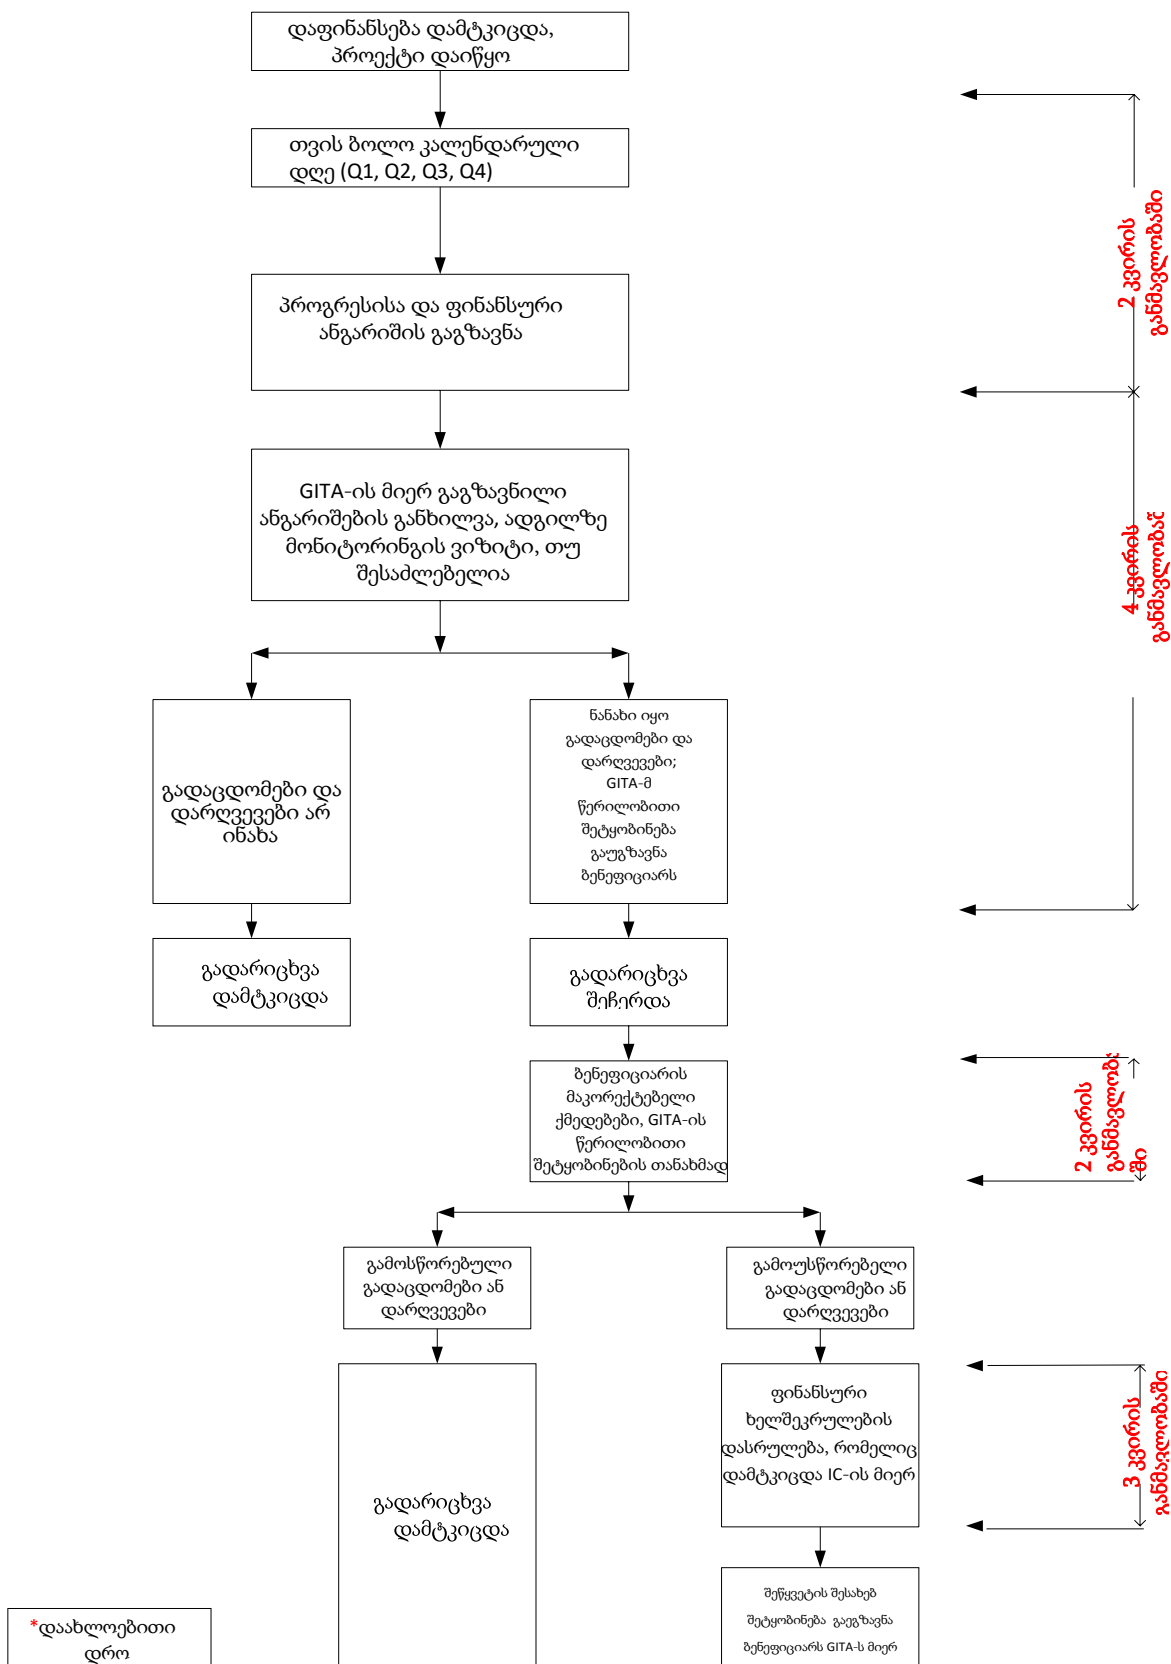 დაფინანსება დამტკიცდა,
პროექტი დაიწყო
თვის ბოლო კალენდარული
დღე (Q1, Q2, Q3, Q4)
2 კვირის
განმავლობაში
პროგრესისა და ფინანსური
ანგარიშის გაგზავნა
GITA-ის მიერ გაგზავნილი
ანგარიშების განხილვა, ადგილზე
მონიტორინგის ვიზიტი, თუ
შესაძლებელია
4 კვირის
განმავლობაშ
გადაცდომები და
დარღვევები არ
ინახა
ნანახი იყო
გადაცდომები და
დარღვევები;
GITA-მ
წერილობითი
შეტყობინება
გაუგზავნა
ბენეფიციარს
გადარიცხვა
დამტკიცდა
გადარიცხვა
შეჩერდა
ბენეფიციარის
მაკორექტებელი
ქმედებები, GITA-ის
წერილობითი
შეტყობინების თანახმად
2 კვირის
განმავლობა
ში
გამოსწორებული
გადაცდომები ან
დარღვევები
გამოუსწორებელი
გადაცდომები ან
დარღვევები
ფინანსური
ხელშეკრულების
დასრულება, რომელიც
დამტკიცდა IC-ის მიერ
3 კვირის
განმავლობაში
გადარიცხვა
დამტკიცდა
შეწყვეტის შესახებ
შეტყობინება გაეგზავნა
ბენეფიციარს GITA-ს მიერ
*დაახლოებითი
დრო